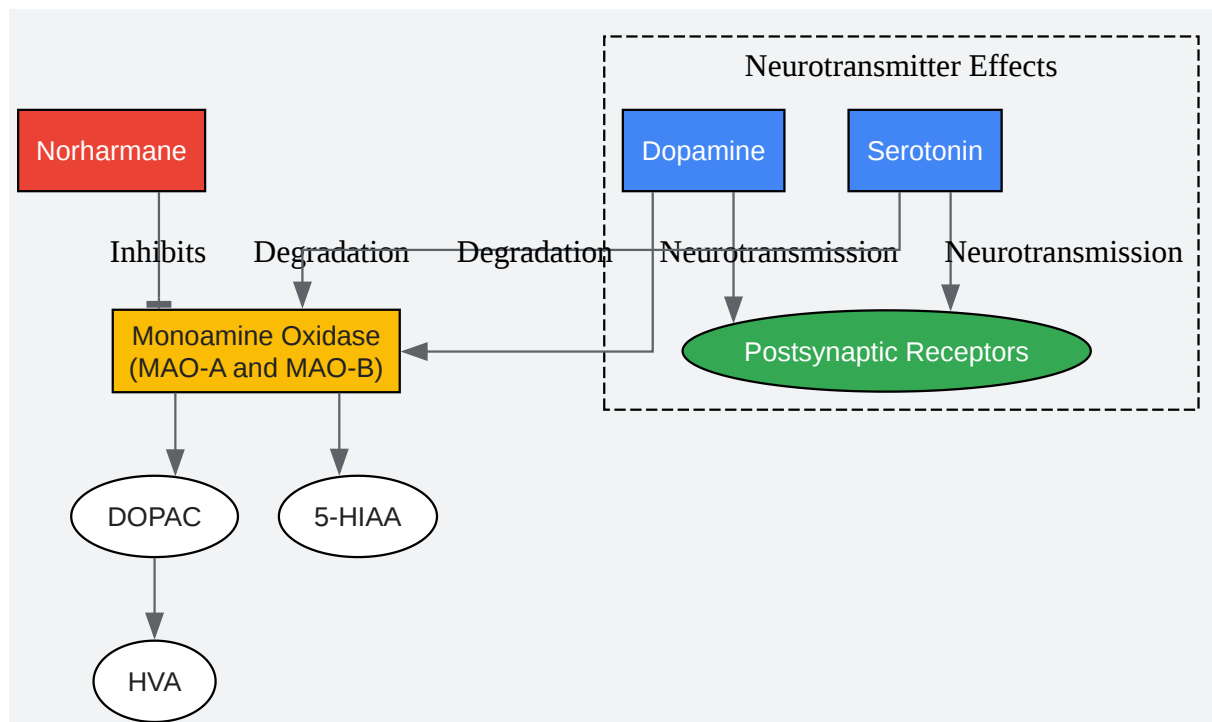 Neurotransmitter Effects
Norharmane
Dopamine
Serotonin
Inhibits
Degradation
Degradation
Neurotransmission
Neurotransmission
Monoamine Oxidase
(MAO-A and MAO-B)
Postsynaptic Receptors
DOPAC
5-HIAA
HVA